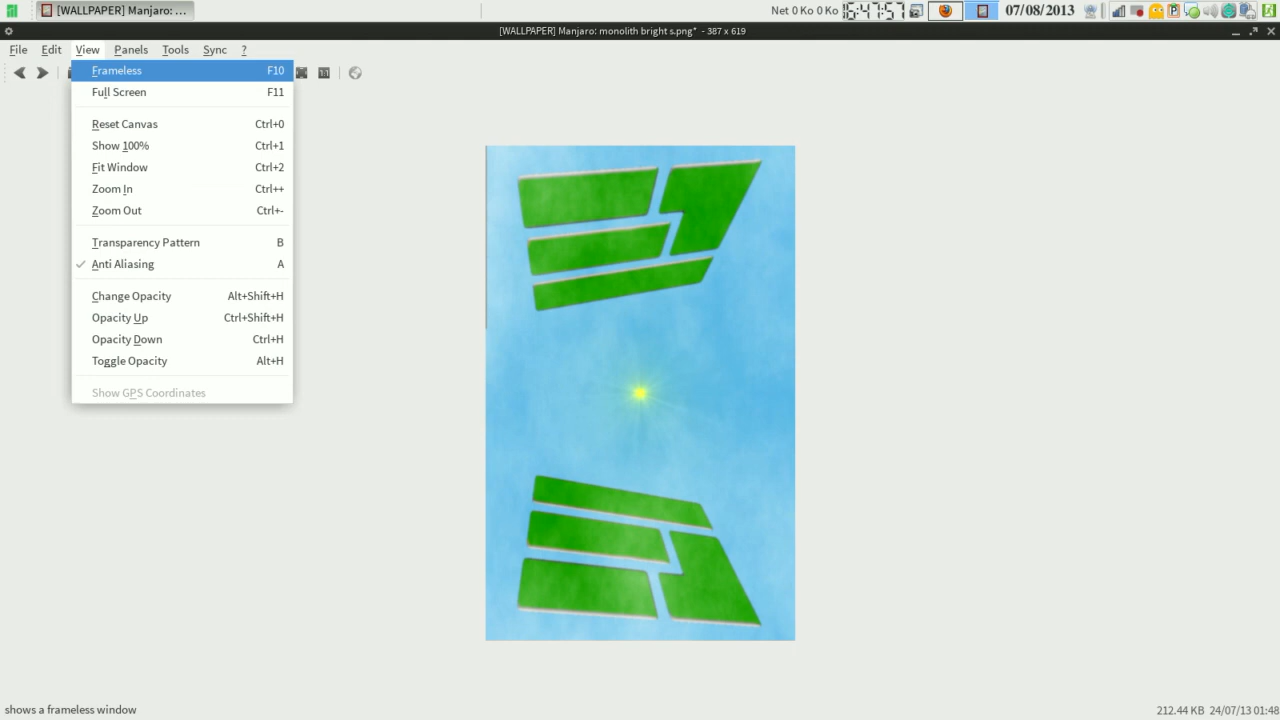 [WALLPAPER] Manjaro: ...
Net 0 Ko 0 Ko
16:47:57
07/08/2013
[WALLPAPER] Manjaro: monolith bright s.png* - 387 x 619
File Edit View Panels Tools Sync ?
Frameless F10
Full Screen F11
Reset Canvas Ctrl+0
Show 100% Ctrl+1
Fit Window Ctrl+2
Zoom In Ctrl++
Zoom Out Ctrl+-
Transparency Pattern B
Anti Aliasing A
Change Opacity Alt+Shift+H
Opacity Up Ctrl+Shift+H
Opacity Down Ctrl+H
Toggle Opacity Alt+H
Show GPS Coordinates
shows a frameless window
212.44 KB 24/07/13 01:48